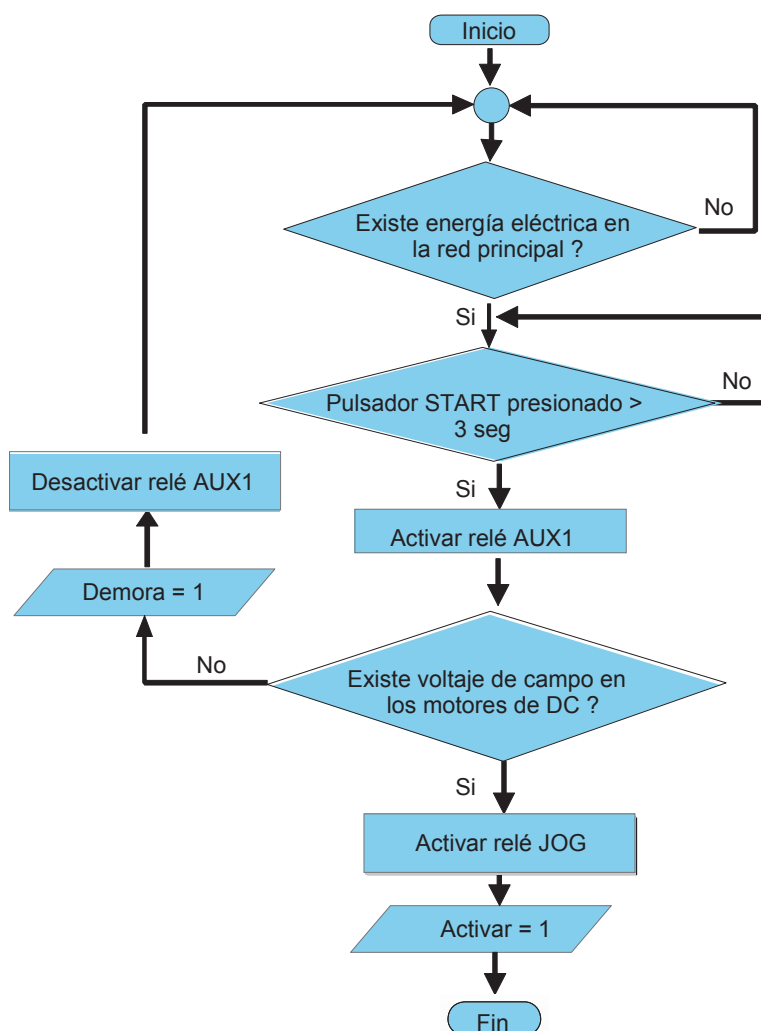 Inicio
Existe energía eléctrica en
la red principal ?
No
Si
Pulsador START presionado >
3 seg
No
Si
Desactivar relé AUX1
Activar relé AUX1
Demora = 1
No
Existe voltaje de campo en
los motores de DC ?
Si
Activar relé JOG
Activar = 1
Fin